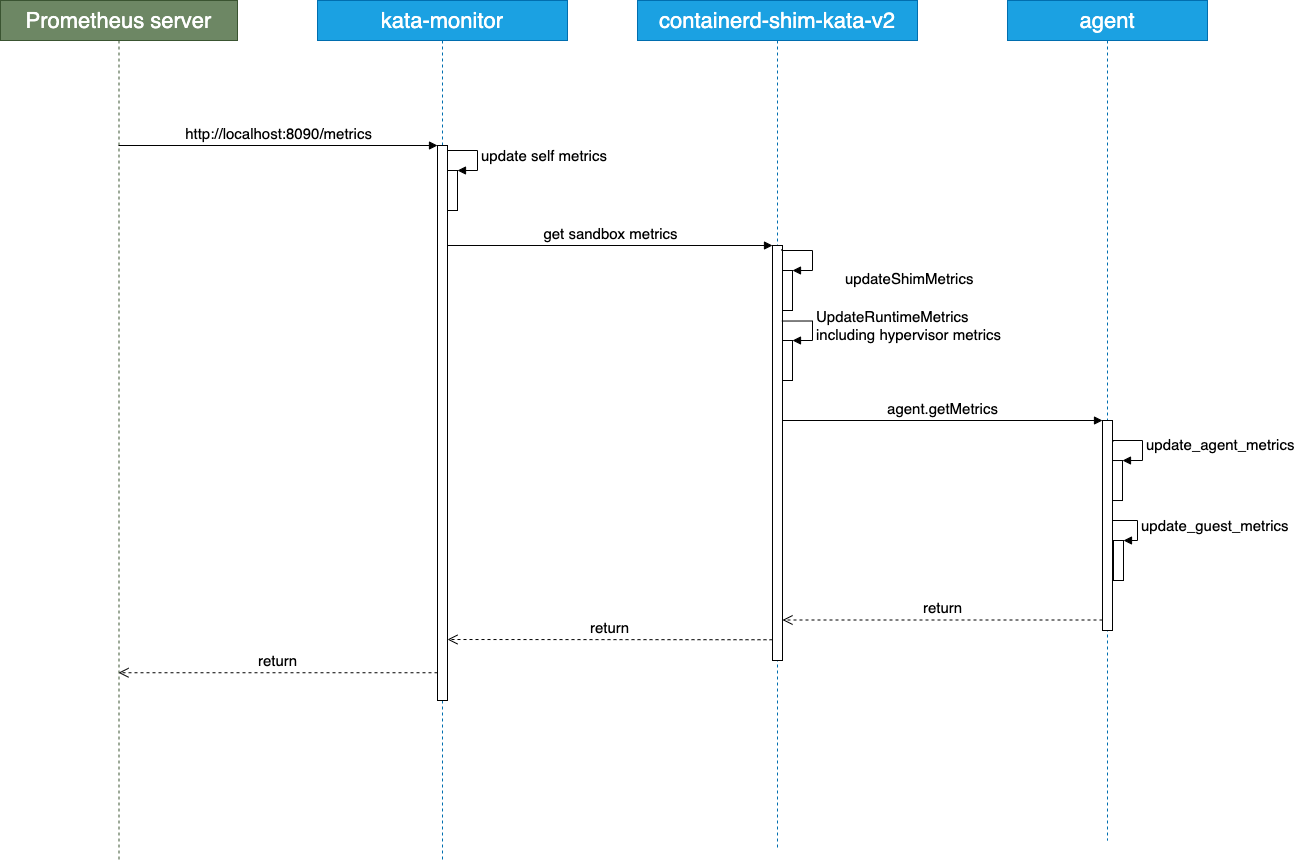 Prometheus server
kata-monitor
containerd-shim-kata-v2
agent
http://localhost:8090/metrics
update self metrics
get sandbox metrics
updateShimMetrics
UpdateRuntimeMetrics
including hypervisor metrics
agent.getMetrics
update_agent_metrics
update_guest_metrics
return
return
return